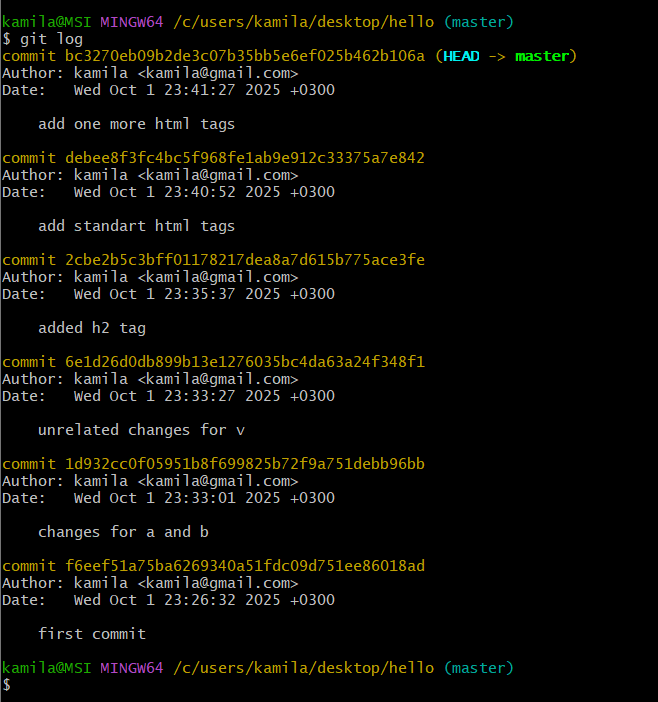 kamila@MSI MINGW64 /c/users/kamila/desktop/hello (master)
$ git log
commit bc3270eb09b2de3c07b35bb5e6ef025b462b106a (HEAD -> master)
Author: kamila <kamila@gmail.com>
Date:   Wed Oct 1 23:41:27 2025 +0300
    add one more html tags
commit debee8f3fc4bc5f968fe1ab9e912c33375a7e842
Author: kamila <kamila@gmail.com>
Date:   Wed Oct 1 23:40:52 2025 +0300
    add standart html tags
commit 2cbe2b5c3bff01178217dea8a7d615b775ace3fe
Author: kamila <kamila@gmail.com>
Date:   Wed Oct 1 23:35:37 2025 +0300
    added h2 tag
commit 6e1d26d0db899b13e1276035bc4da63a24f348f1
Author: kamila <kamila@gmail.com>
Date:   Wed Oct 1 23:33:27 2025 +0300
    unrelated changes for v
commit 1d932cc0f05951b8f699825b72f9a751debb96bb
Author: kamila <kamila@gmail.com>
Date:   Wed Oct 1 23:33:01 2025 +0300
    changes for a and b
commit f6eef51a75ba6269340a51fdc09d751ee86018ad
Author: kamila <kamila@gmail.com>
Date:   Wed Oct 1 23:26:32 2025 +0300
    first commit
kamila@MSI MINGW64 /c/users/kamila/desktop/hello (master)
$